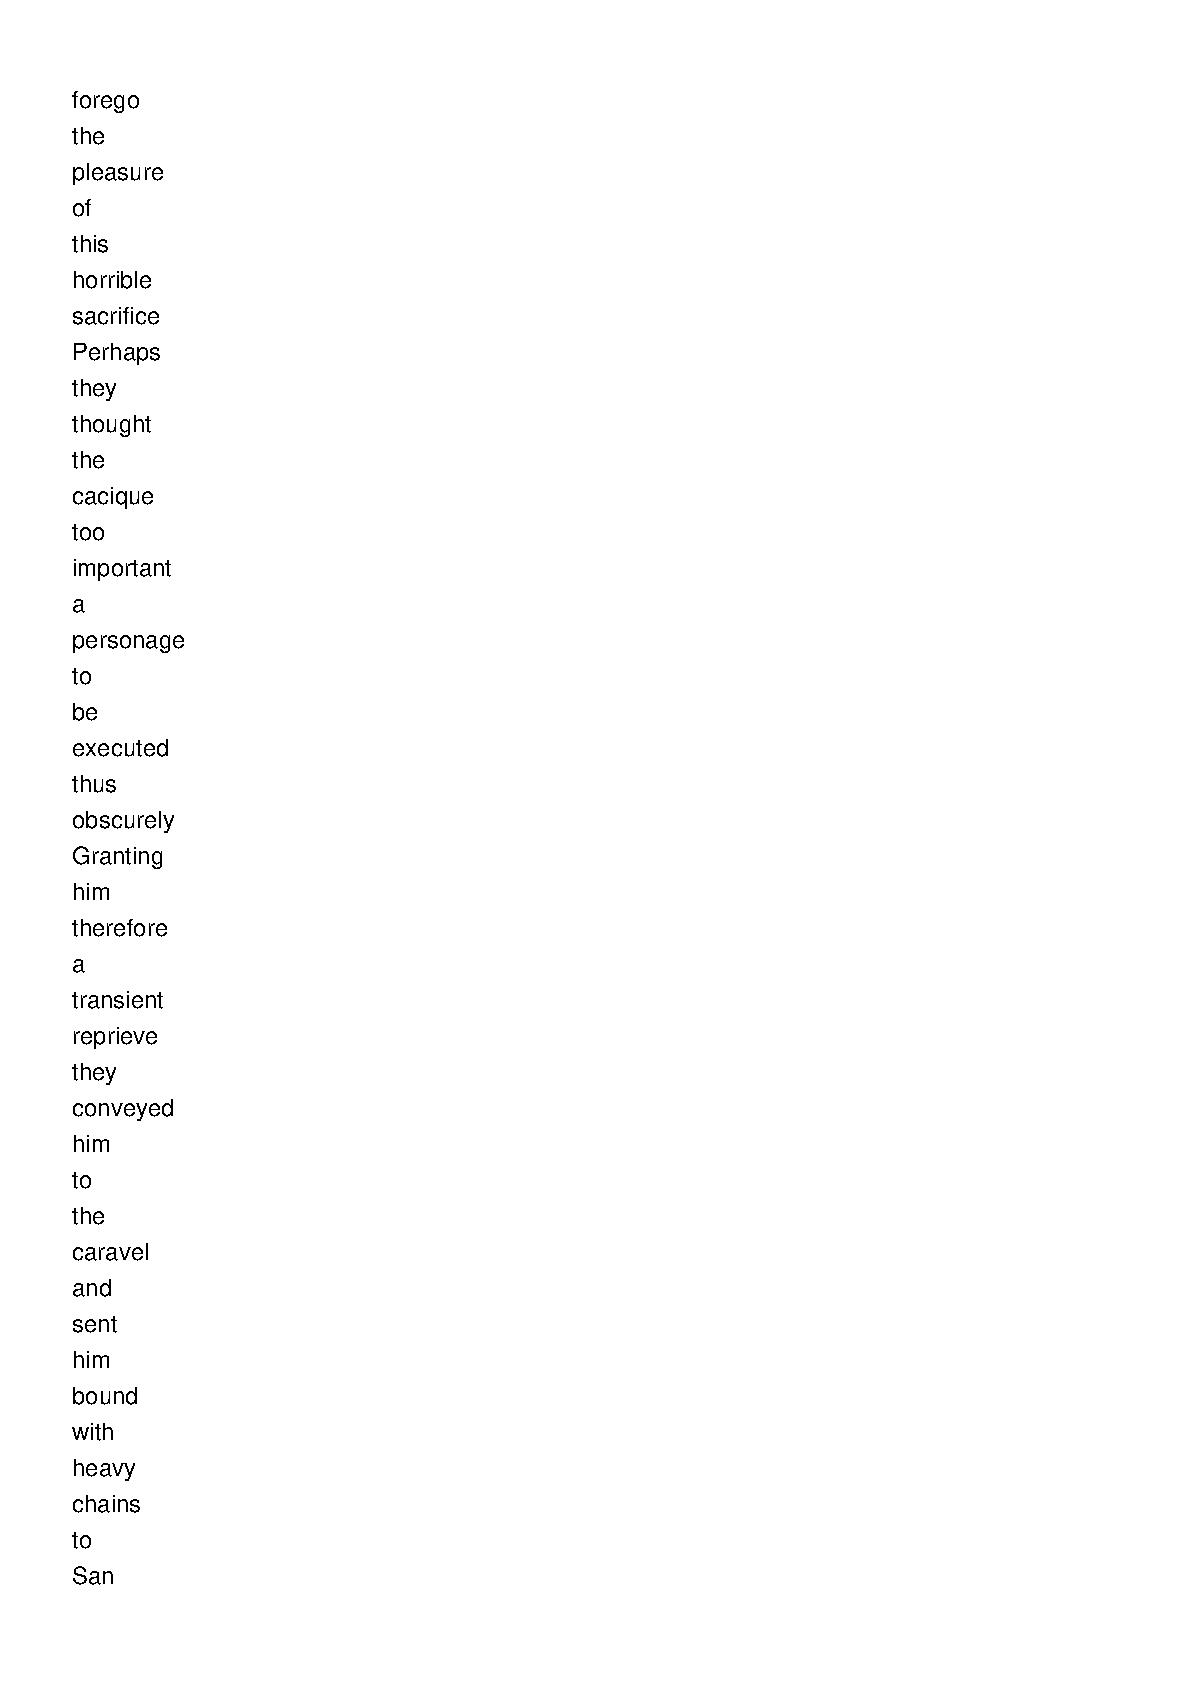 forego
the
pleasure
of
this
horrible
sacrifice
Perhaps
they
thought
the
cacique
too
important
a
personage
to
be
executed
thus
obscurely
Granting
him
therefore
a
transient
reprieve
they
conveyed
him
to
the
caravel
and
sent
him
bound
with
heavy
chains
to
San